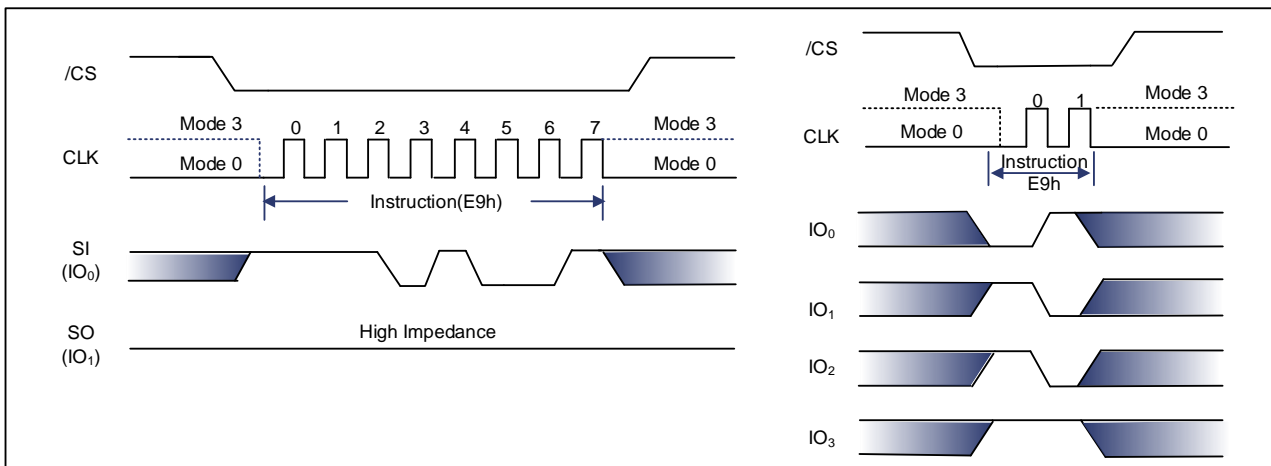 /CS
Mode 3
0 1 2 3 4 5 6 7
Mode 3
CLK
Mode 0
Mode 0
Instruction(E9h)
SI
(IO₀)
SO
(IO₁)
High Impedance
/CS
Mode 3
0 1
Mode 3
CLK
Mode 0
Mode 0
Instruction
E9h
IO₀
IO₁
IO₂
IO₃